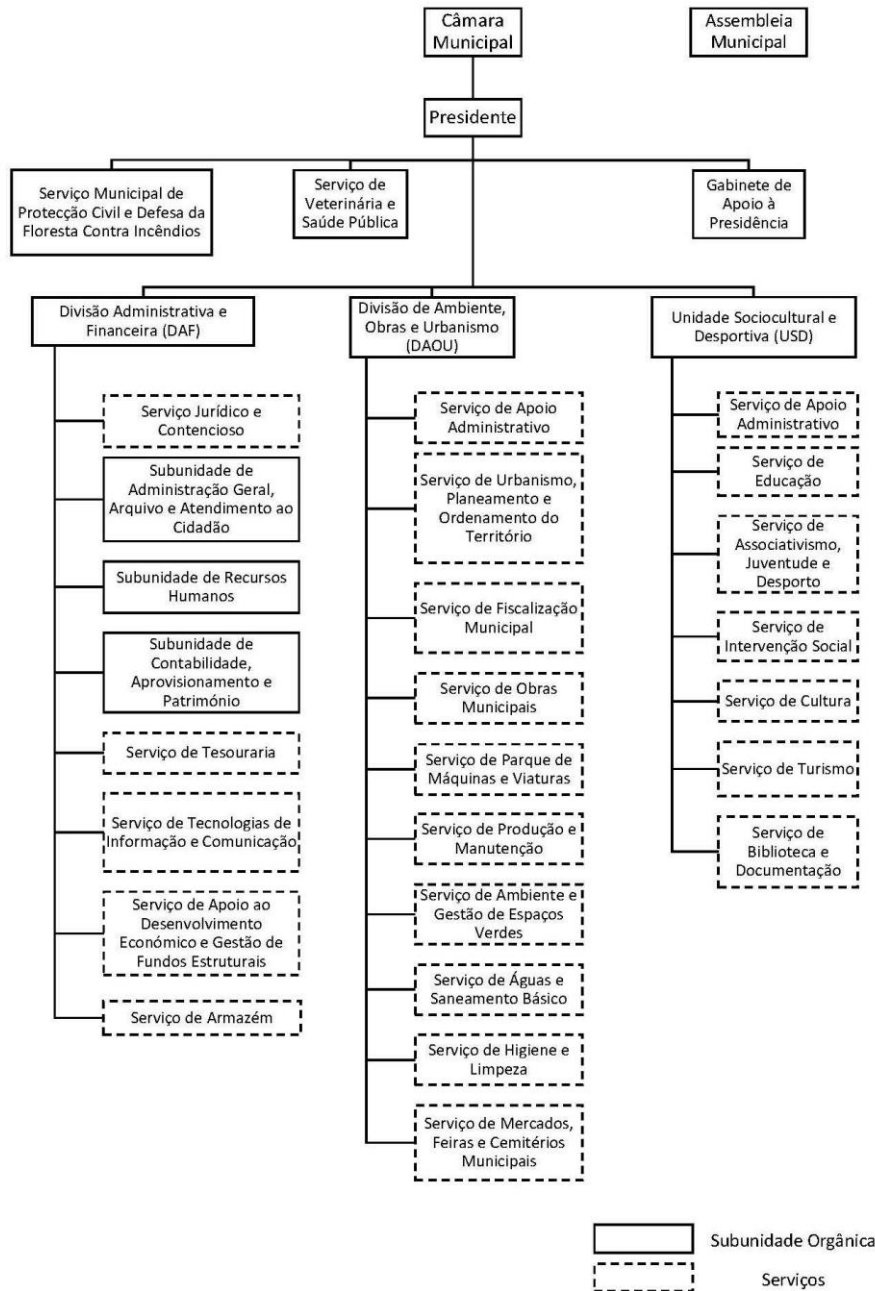 Câmara
Municipal
Assembleia
Municipal
Presidente
Serviço Municipal de
Protecção Civil e Defesa da
Floresta Contra Incêndios
Serviço de
Veterinária e
Saúde Pública
Gabinete de
Apoio à
Presidência
Divisão Administrativa e
Financeira (DAF)
Serviço Jurídico e
Contencioso
Subunidade de
Administração Geral,
Arquivo e Atendimento ao
Cidadão
Subunidade de Recursos
Humanos
Subunidade de
Contabilidade,
Aprovisionamento e
Património
Serviço de Tesouraria
Serviço de Tecnologias de
Informação e Comunicação
Serviço de Apoio ao
Desenvolvimento
Económico e Gestão de
Fundos Estruturais
Serviço de Armazém
Divisão de Ambiente,
Obras e Urbanismo
(DAOU)
Serviço de Apoio
Administrativo
Serviço de Urbanismo,
Planeamento e
Ordenamento do
Território
Serviço de Fiscalização
Municipal
Serviço de Obras
Municipais
Serviço de Parque de
Máquinas e Viaturas
Serviço de Produção e
Manutenção
Serviço de Ambiente e
Gestão de Espaços
Verdes
Serviço de Águas e
Saneamento Básico
Serviço de Higiene e
Limpeza
Serviço de Mercados,
Feiras e Cemitérios
Municipais
Unidade Sociocultural e
Desportiva (USD)
Serviço de Apoio
Administrativo
Serviço de
Educação
Serviço de
Associativismo,
Juventude e
Desporto
Serviço de
Intervenção Social
Serviço de Cultura
Serviço de Turismo
Serviço de
Biblioteca e
Documentação
Subunidade Orgânica
Serviços